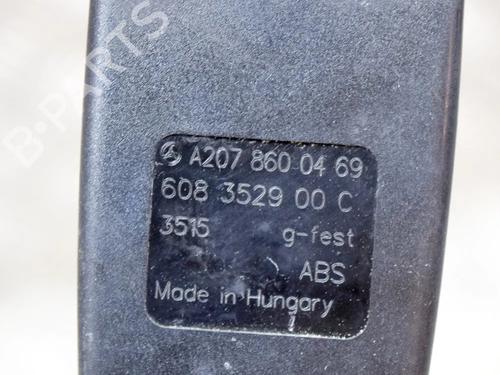 B-PARTS
A207 860 04 69
608 3529 00 C
3515 g-fest
ABS
Made in Hungary